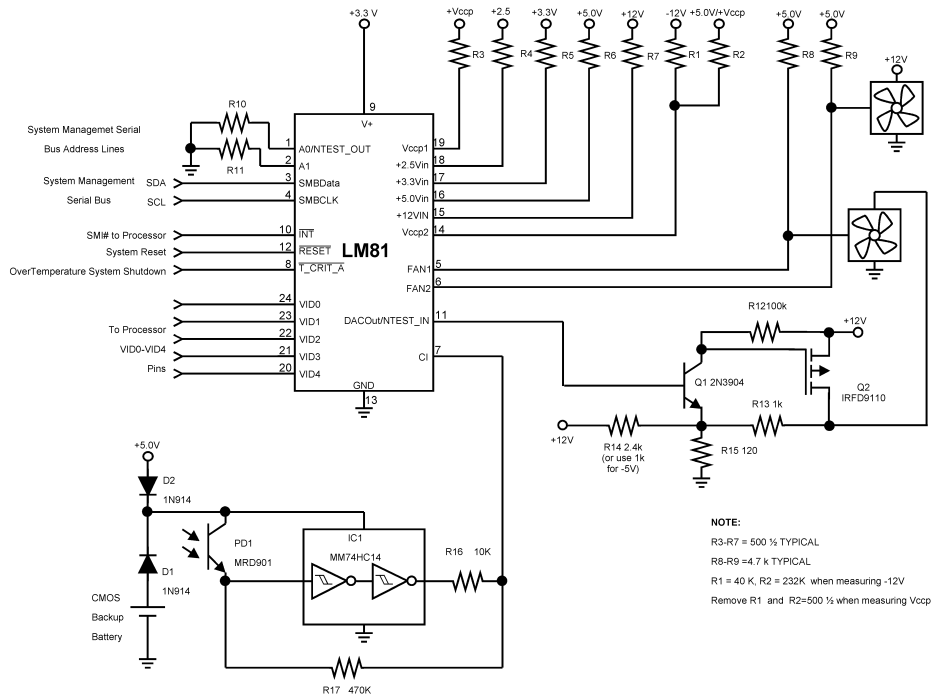 +3.3 V
+Vccp
+2.5
+3.3V
+5.0V
+12V
-12V
+5.0V/+Vccp
+5.0V
+5.0V
R3
R4
R5
R6
R7
R1
R2
R8
R9
+12V
R10
R11
9
V+
System Managemet Serial
Bus Address Lines
1
A0/NTEST_OUT
2
A1
System Management
Serial Bus
SDA
3
SMBData
SCL
4
SMBCLK
SMI# to Processor
10
INT
System Reset
12
RESET
OverTemperature System Shutdown
8
T_CRIT_A
LM81
24
VID0
23
VID1
22
VID2
21
VID3
20
VID4
To Processor
VID0-VID4
Pins
Vccp1
19
+2.5Vin
18
+3.3Vin
17
+5.0Vin
16
+12VIN
15
Vccp2
14
FAN1
5
FAN2
6
DACOut/NTEST_IN
11
CI
7
GND
13
R12100k
+12V
Q1 2N3904
Q2
IRFD9110
R13 1k
+12V
R14 2.4k
(or use 1k
for -5V)
R15 120
+5.0V
D2
1N914
PD1
MRD901
D1
1N914
CMOS
Backup
Battery
IC1
MM74HC14
R16 10K
R17 470K
NOTE:
R3-R7 = 500 ½ TYPICAL
R8-R9 =4.7 k TYPICAL
R1 = 40 K, R2 = 232K when measuring -12V
Remove R1 and R2=500 ½ when measuring Vccp